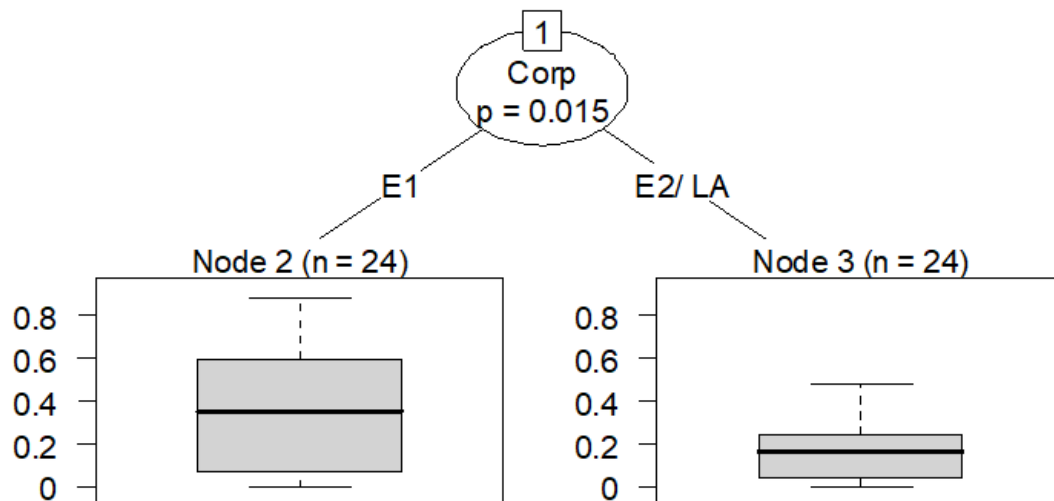 1
Corp
p = 0.015
E1
E2/ LA
Node 2 (n = 24)
Node 3 (n = 24)
0.8
0.6
0.4
0.2
0
0.8
0.6
0.4
0.2
0